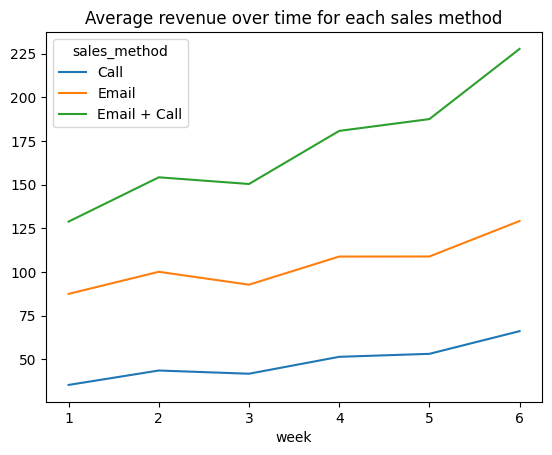 Average revenue over time for each sales method
sales_method
Call
Email
Email + Call
225
200
175
150
125
100
75
50
1 2 3 4 5 6
week